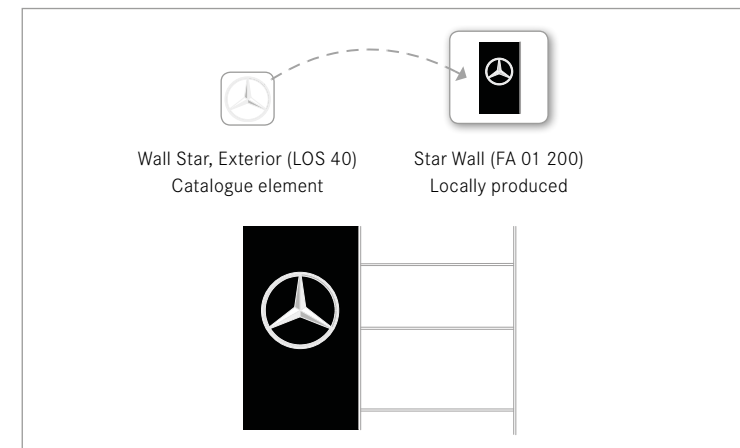 Wall Star, Exterior (LOS 40)
Catalogue element
Star Wall (FA 01 200)
Locally produced